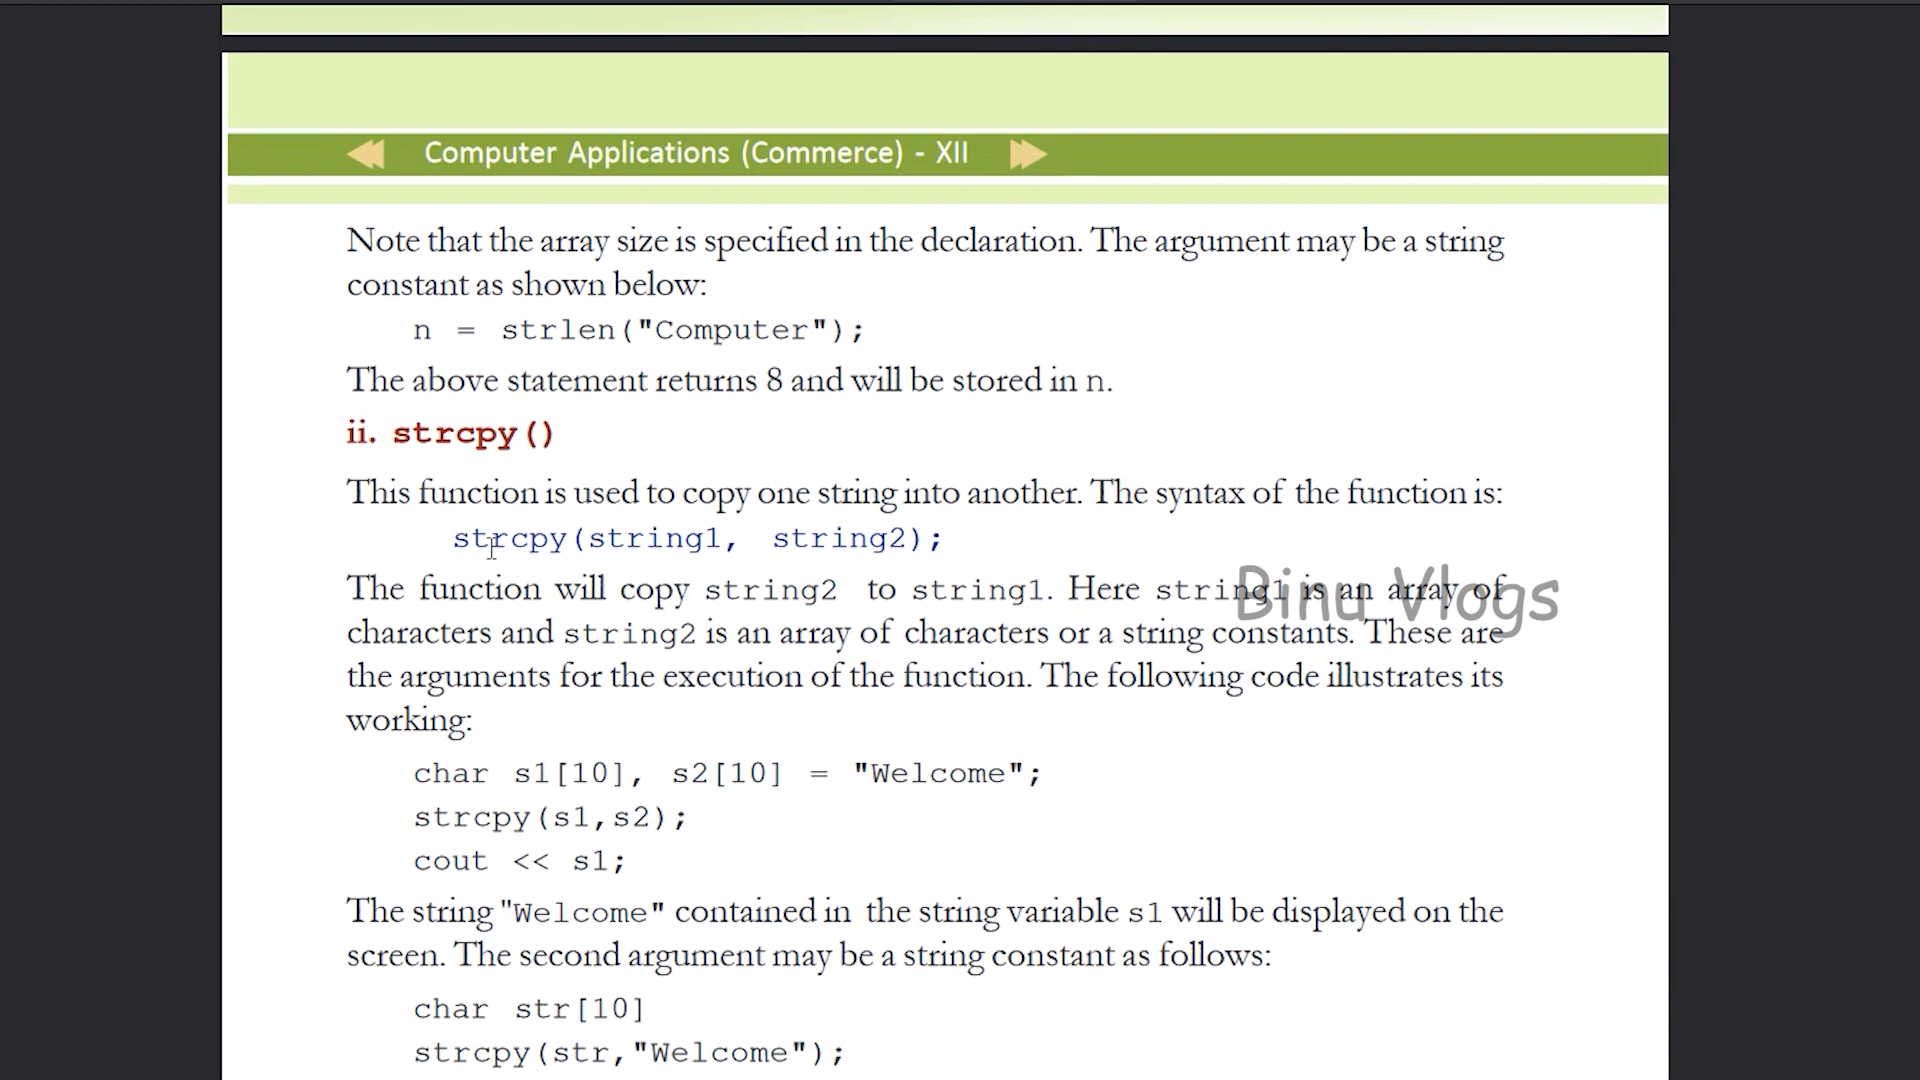 Computer Applications (Commerce) - XII
Note that the array size is specified in the declaration. The argument may be a string
constant as shown below:
n = strlen("Computer");
The above statement returns 8 and will be stored in n.
ii. strcpy()
This function is used to copy one string into another. The syntax of the function is:
strcpy(string1, string2);
The function will copy string2 to string1. Here string1 is an array of
Binu Vlogs
characters and string2 is an array of characters or a string constants. These are
the arguments for the execution of the function. The following code illustrates its
working:
char s1[10], s2[10] = "Welcome";
strcpy(s1,s2);
cout << s1;
The string "Welcome" contained in the string variable s1 will be displayed on the
screen. The second argument may be a string constant as follows:
char str[10]
strcpy(str,"Welcome");